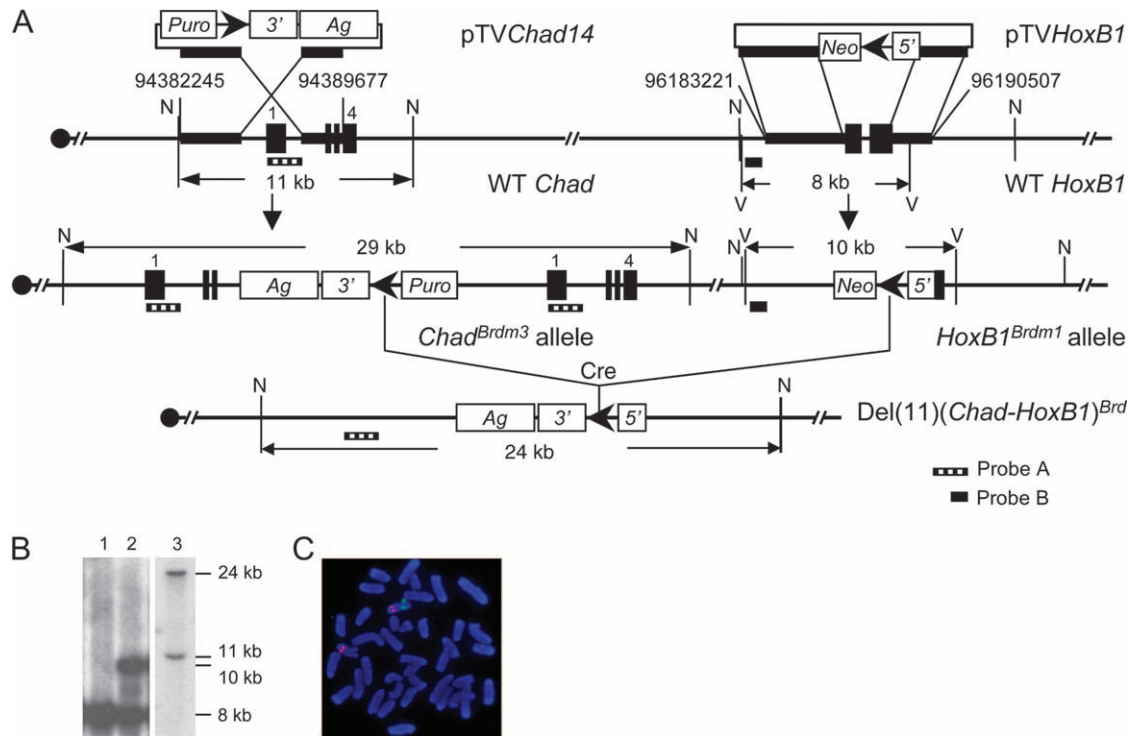 A
Puro 3' Ag
pTVChad14
Neo 5'
pTVHoxB1
94382245 94389677
96183221 96190507
N 1 4 N N N
11 kb WT Chad
8 kb WT HoxB1
V V
N 29 kb N N V 10 kb V N
1 Ag 3' Puro 1 4 Neo 5'
ChadBrdm3 allele
HoxB1Brdm1 allele
Cre
N N
Ag 3' 5'
Del(11)(Chad-HoxB1)Brd
24 kb
Probe A
Probe B
B
1 2 3
24 kb
11 kb
10 kb
8 kb
C